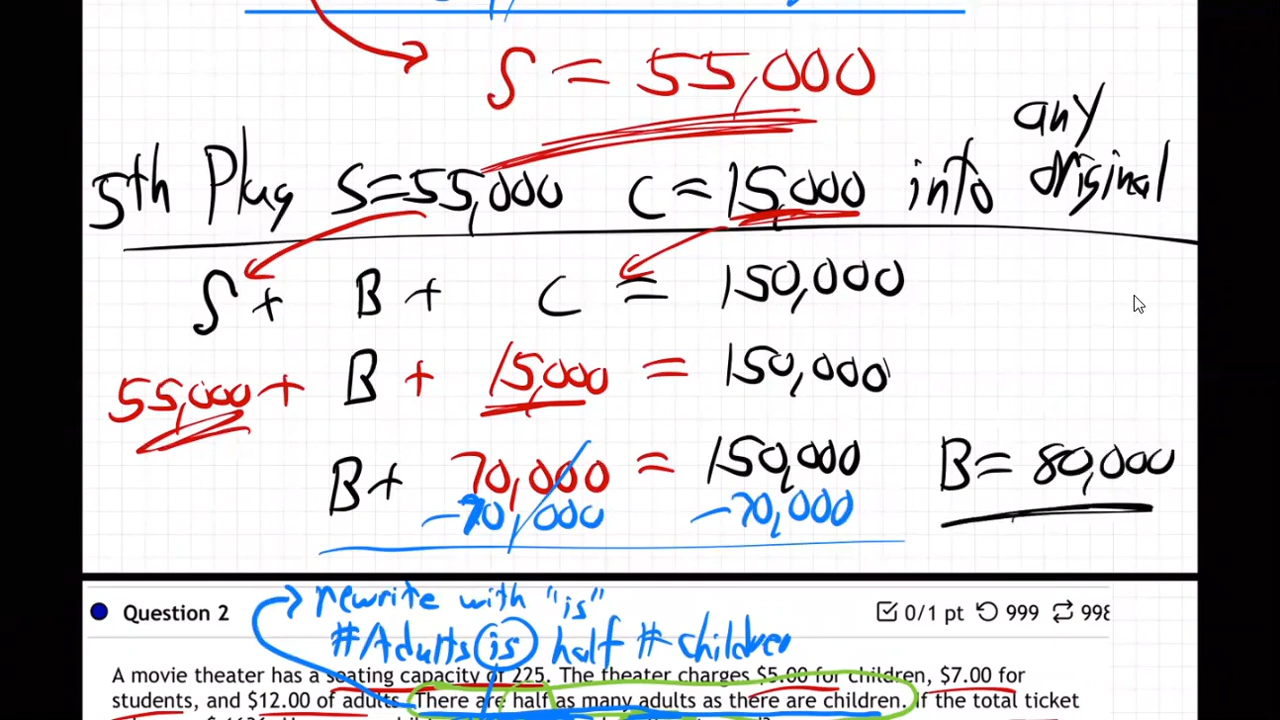 S = 55,000
any
5th Plug S=55,000 C=15,000 into original
S + B + C = 150,000
55,000 + B + 15,000 = 150,000
B + 70,000 = 150,000 B = 80,000
-70,000 -70,000
rewrite with "is"
Question 2 0/1 pt 999 998
#Adults is half # children
A movie theater has a seating capacity of 225. The theater charges $5.00 for children, $7.00 for
students, and $12.00 of adults. There are half as many adults as there are children. If the total ticket